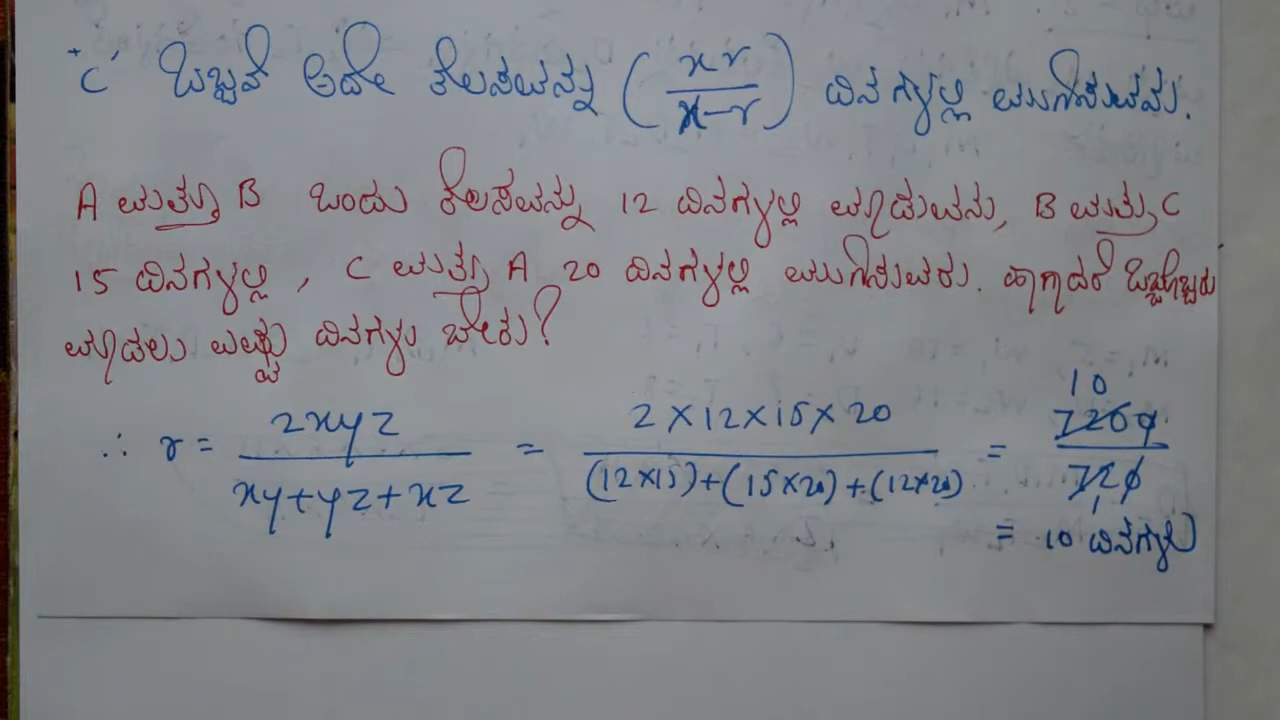 'C' ಒಬ್ಬನೆ ಅದೇ ಕೆಲಸವನ್ನು (xr/x-r) ದಿನಗಳಲ್ಲಿ ಮುಗಿಸುವನು.
A ಮತ್ತು B ಒಂದು ಕೆಲಸವನ್ನು 12 ದಿನಗಳಲ್ಲಿ ಮಾಡುವನು, B ಮತ್ತು C
15 ದಿನಗಳಲ್ಲಿ, C ಮತ್ತು A 20 ದಿನಗಳಲ್ಲಿ ಮುಗಿಸುವರು. ಹಾಗಾದರೆ ಒಬ್ಬೊಬ್ಬರು
ಮಾಡಲು ಎಷ್ಟು ದಿನಗಳು ಬೇಕು?
∴ r = 2xyz/xy+yz+xz = 2×12×15×20/(12×15)+(15×20)+(12×20) = 7200/720 10/1
= 10 ದಿನಗಳು